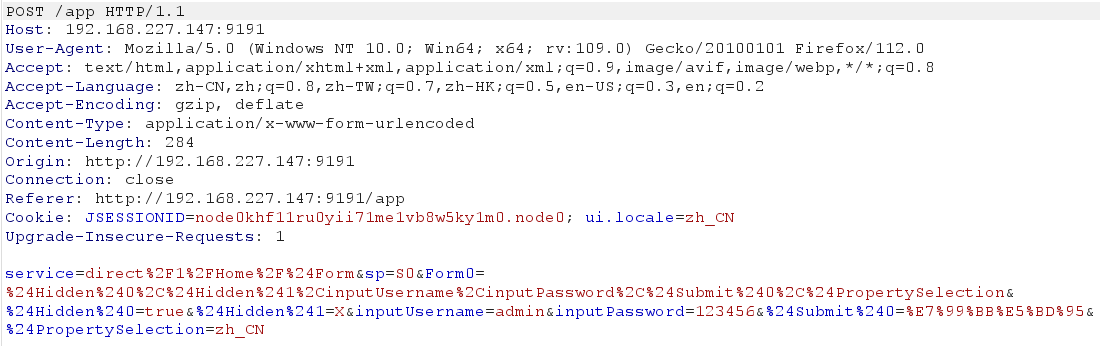 POST /app HTTP/1.1
Host: 192.168.227.147:9191
User-Agent: Mozilla/5.0 (Windows NT 10.0; Win64; x64; rv:109.0) Gecko/20100101 Firefox/112.0
Accept: text/html,application/xhtml+xml,application/xml;q=0.9,image/avif,image/webp,*/*;q=0.8
Accept-Language: zh-CN,zh;q=0.8,zh-TW;q=0.7,zh-HK;q=0.5,en-US;q=0.3,en;q=0.2
Accept-Encoding: gzip, deflate
Content-Type: application/x-www-form-urlencoded
Content-Length: 284
Origin: http://192.168.227.147:9191
Connection: close
Referer: http://192.168.227.147:9191/app
Cookie: JSESSIONID=node0khf11ru0yii71me1vb8w5ky1m0.node0; ui.locale=zh_CN
Upgrade-Insecure-Requests: 1

service=direct%2F1%2FHome%2F%24Form&sp=S0&Form0=
%24Hidden%240%2C%24Hidden%241%2CinputUsername%2CinputPassword%2C%24Submit%240%2C%24PropertySelection&
%24Hidden%240=true&%24Hidden%241=X&inputUsername=admin&inputPassword=123456&%24Submit%240=%E7%99%BB%E5%BD%95&
%24PropertySelection=zh_CN